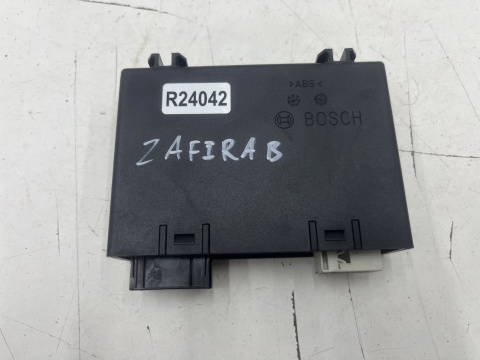 >ABS<
R24042
BOSCH
ZAFIRA B